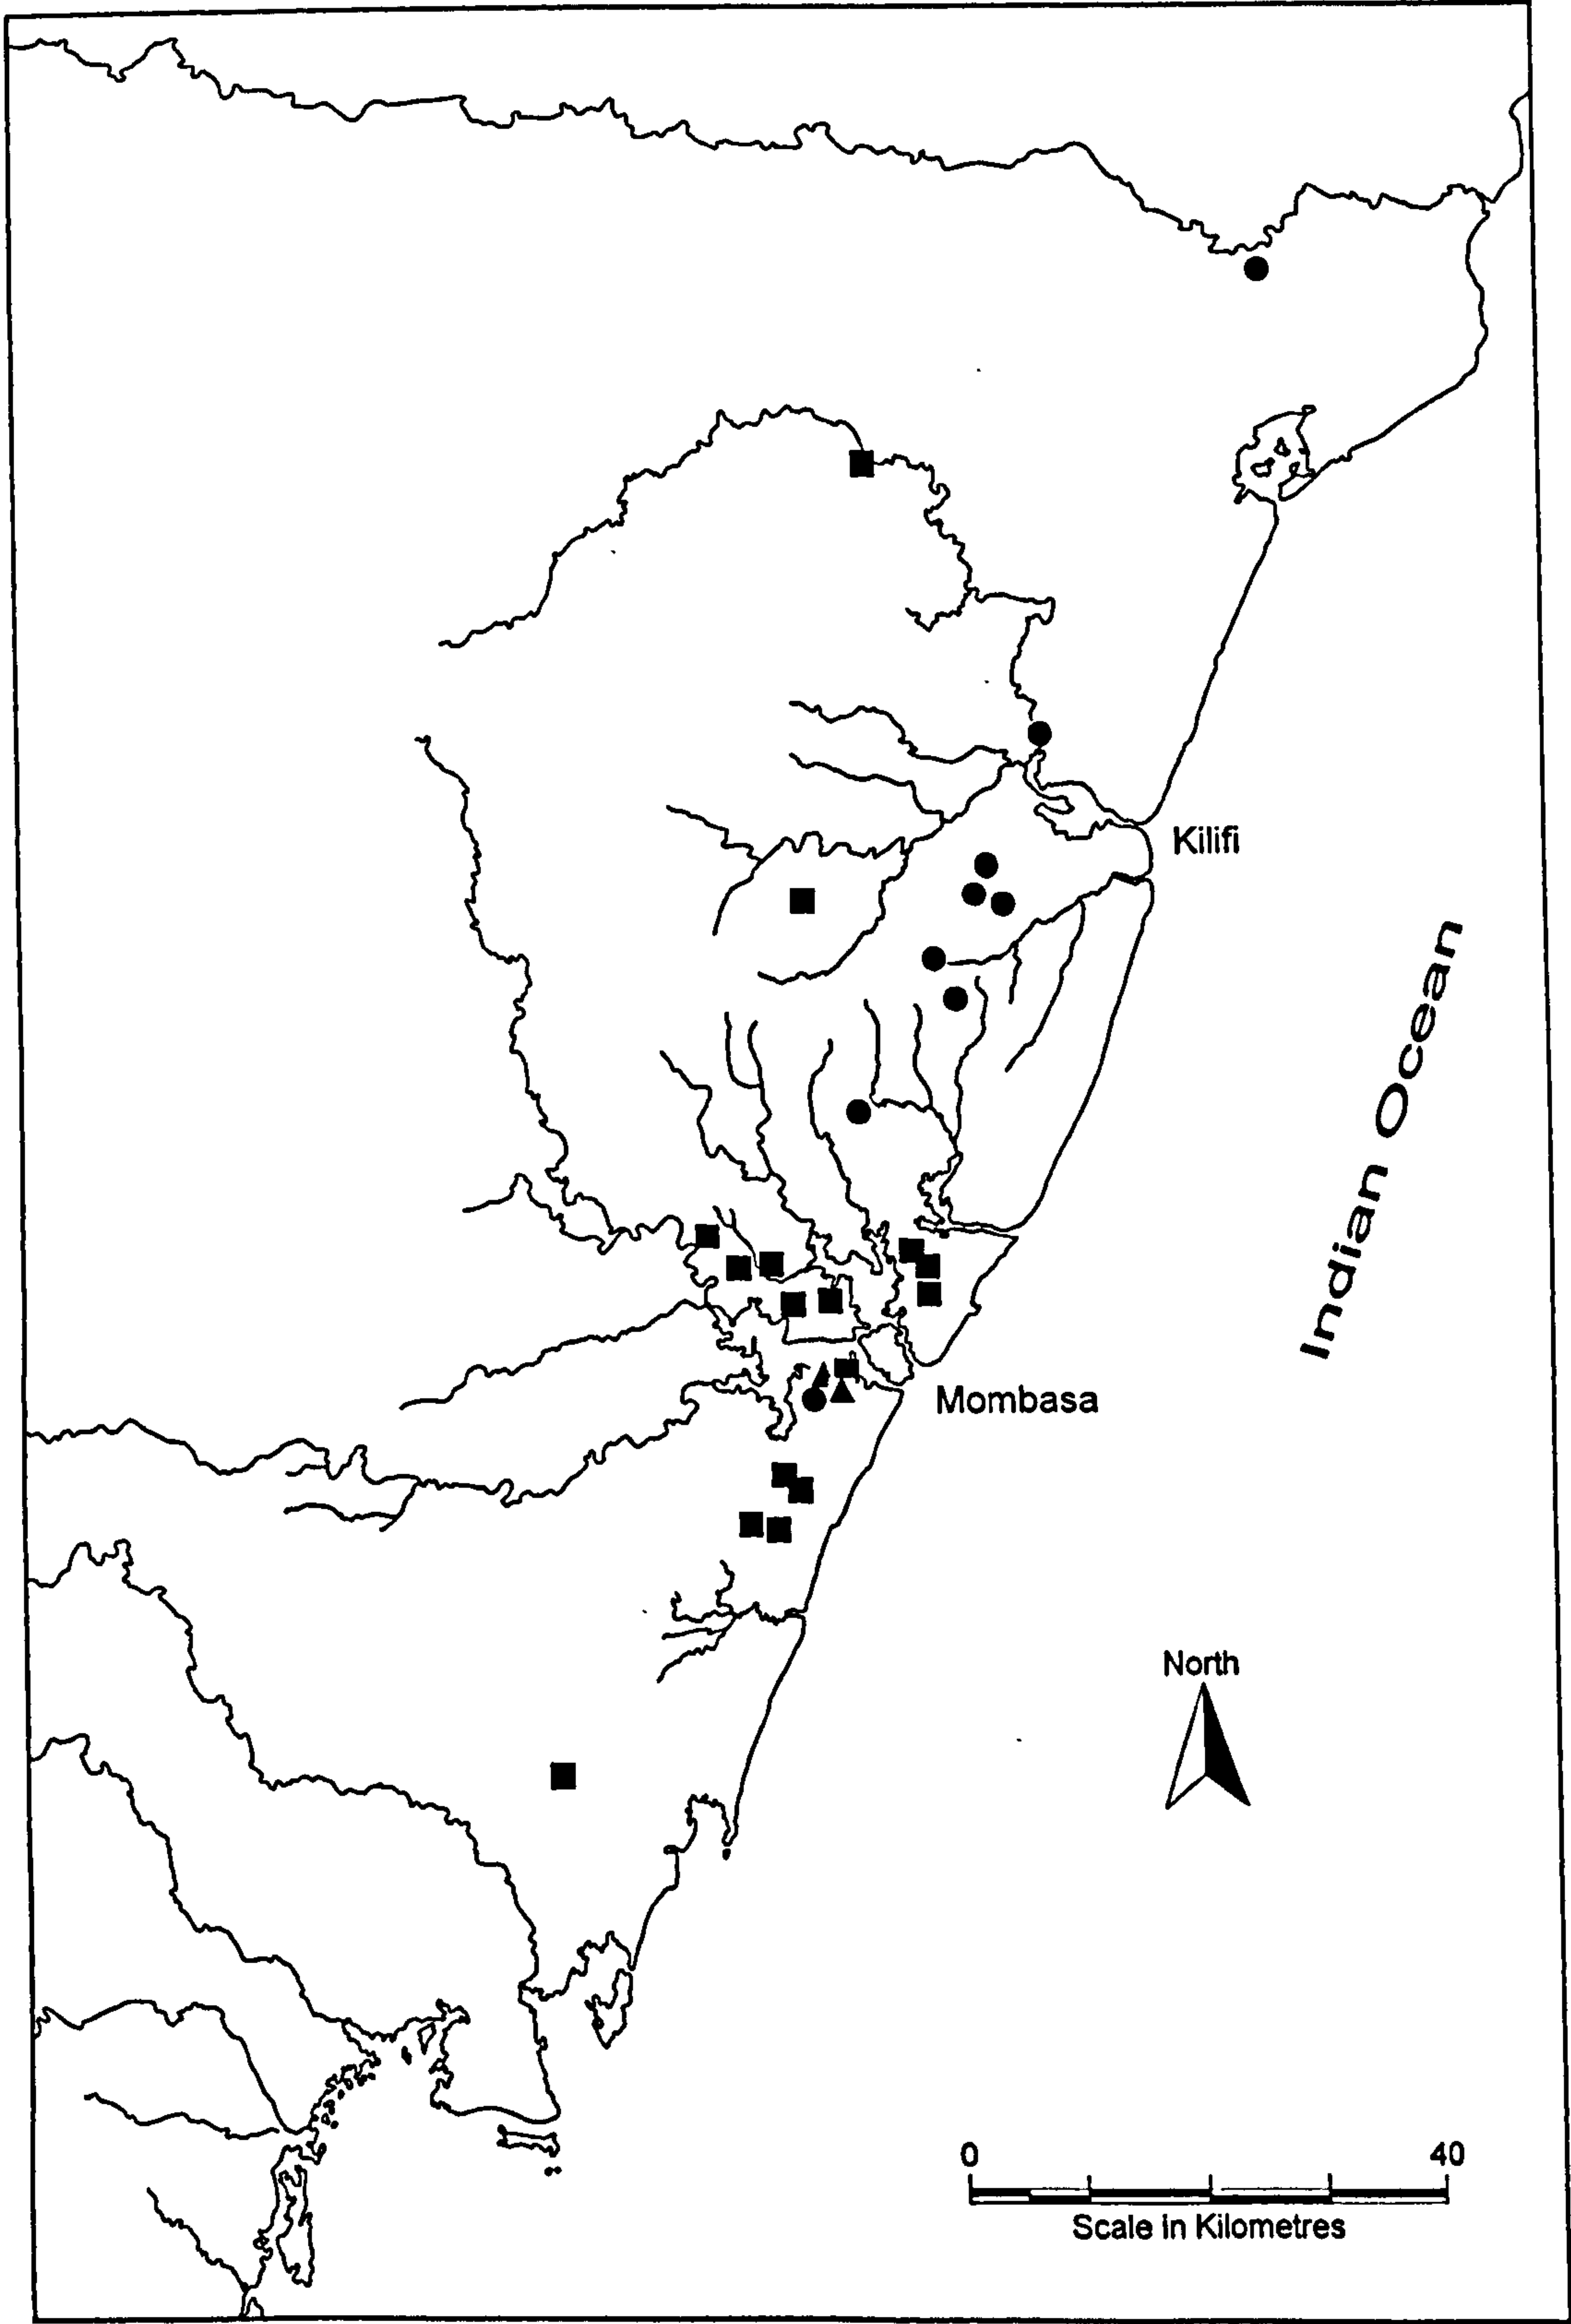 Kilifi
Indian Ocean
Mombasa
North
0 40
Scale in Kilometres